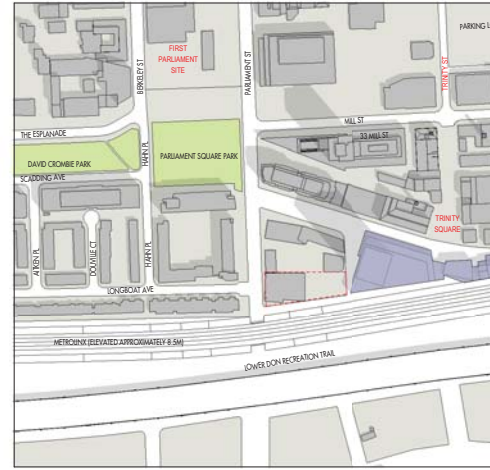 PARKING L
FIRST
PARLIAMENT
SITE
BERKELEY ST
PARLIAMENT ST
TRINITY ST
MILL ST
THE ESPLANADE
HAHN PL
33 MILL ST
DAVID CROMBIE PARK
PARLIAMENT SQUARE PARK
SCADDING AVE
TRINITY
SQUARE
AITKEN PL
DOUVILLE CT
HAHN PL
LONGBOAT AVE
METROLINX (ELEVATED APPROXIMATELY 8.5M)
LOWER DON RECREATION TRAIL